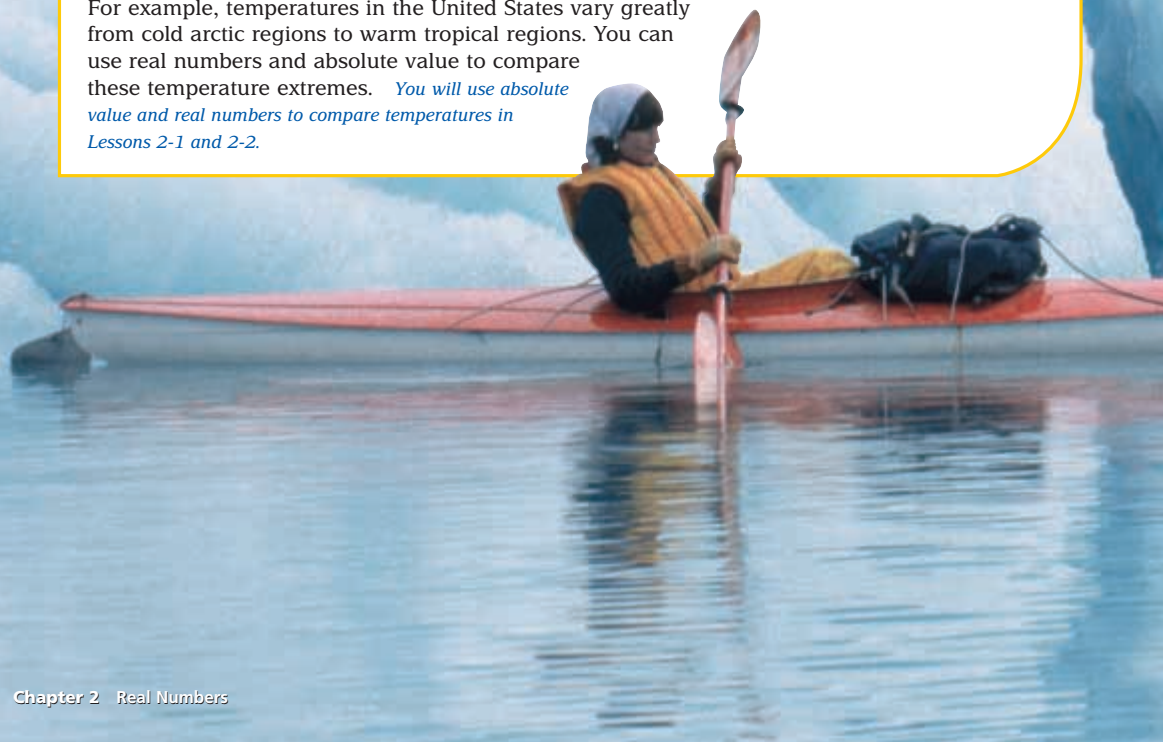 For example, temperatures in the United States vary greatly
from cold arctic regions to warm tropical regions. You can
use real numbers and absolute value to compare
these temperature extremes. You will use absolute
value and real numbers to compare temperatures in
Lessons 2-1 and 2-2.
Chapter 2 Real Numbers